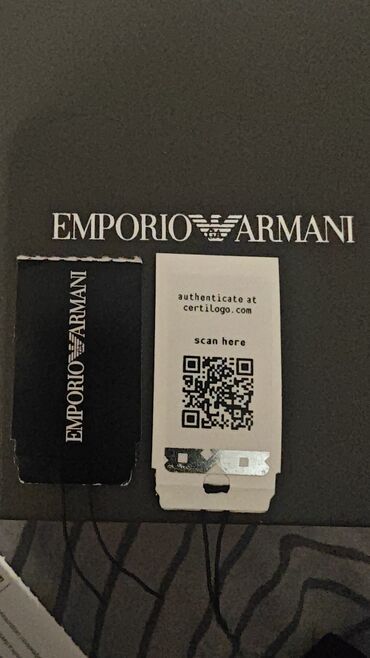 EMPORIO ARMANI
EMPORIO ARMANI
authenticate at
certilogo.com
scan here